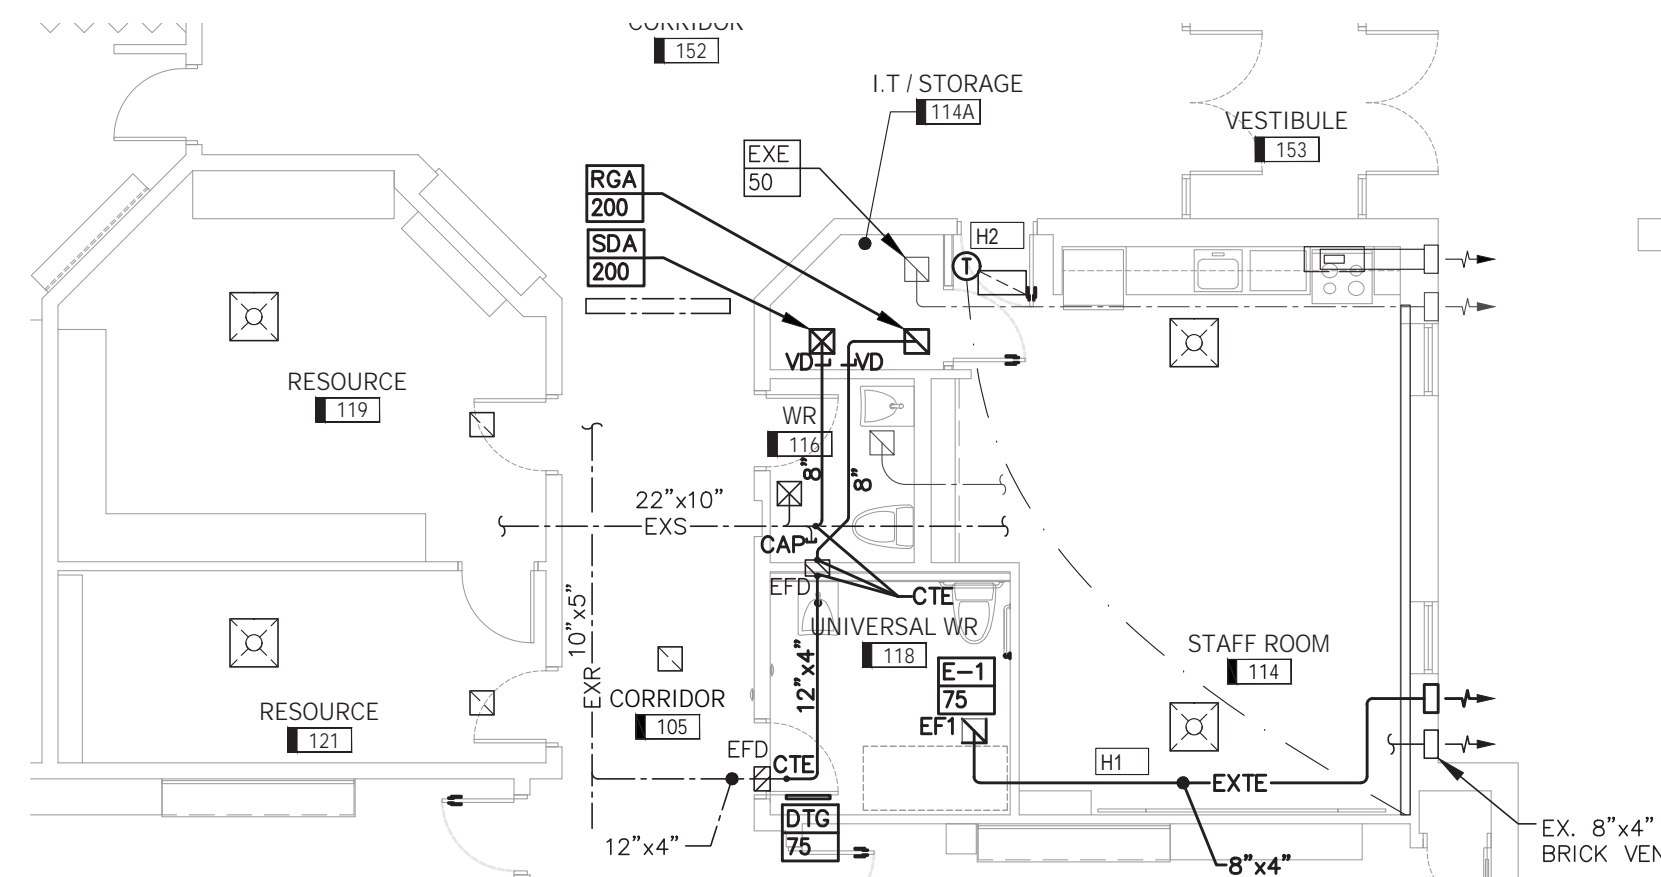 CORRIDOR
152
I.T / STORAGE
114A
VESTIBULE
153
EXE
50
RGA
200
SDA
200
H2
T
VD
VD
RESOURCE
119
WR
116
8"
8"
22"x10"
EXS
CAP
EFD
CTE
10"x5"
EXR
UNIVERSAL WR
118
12"x4"
STAFF ROOM
114
E-1
75
EF1
CORRIDOR
105
RESOURCE
121
EFD
CTE
H1
EXTE
DTG
75
12"x4"
8"x4"
EX. 8"x4"
BRICK